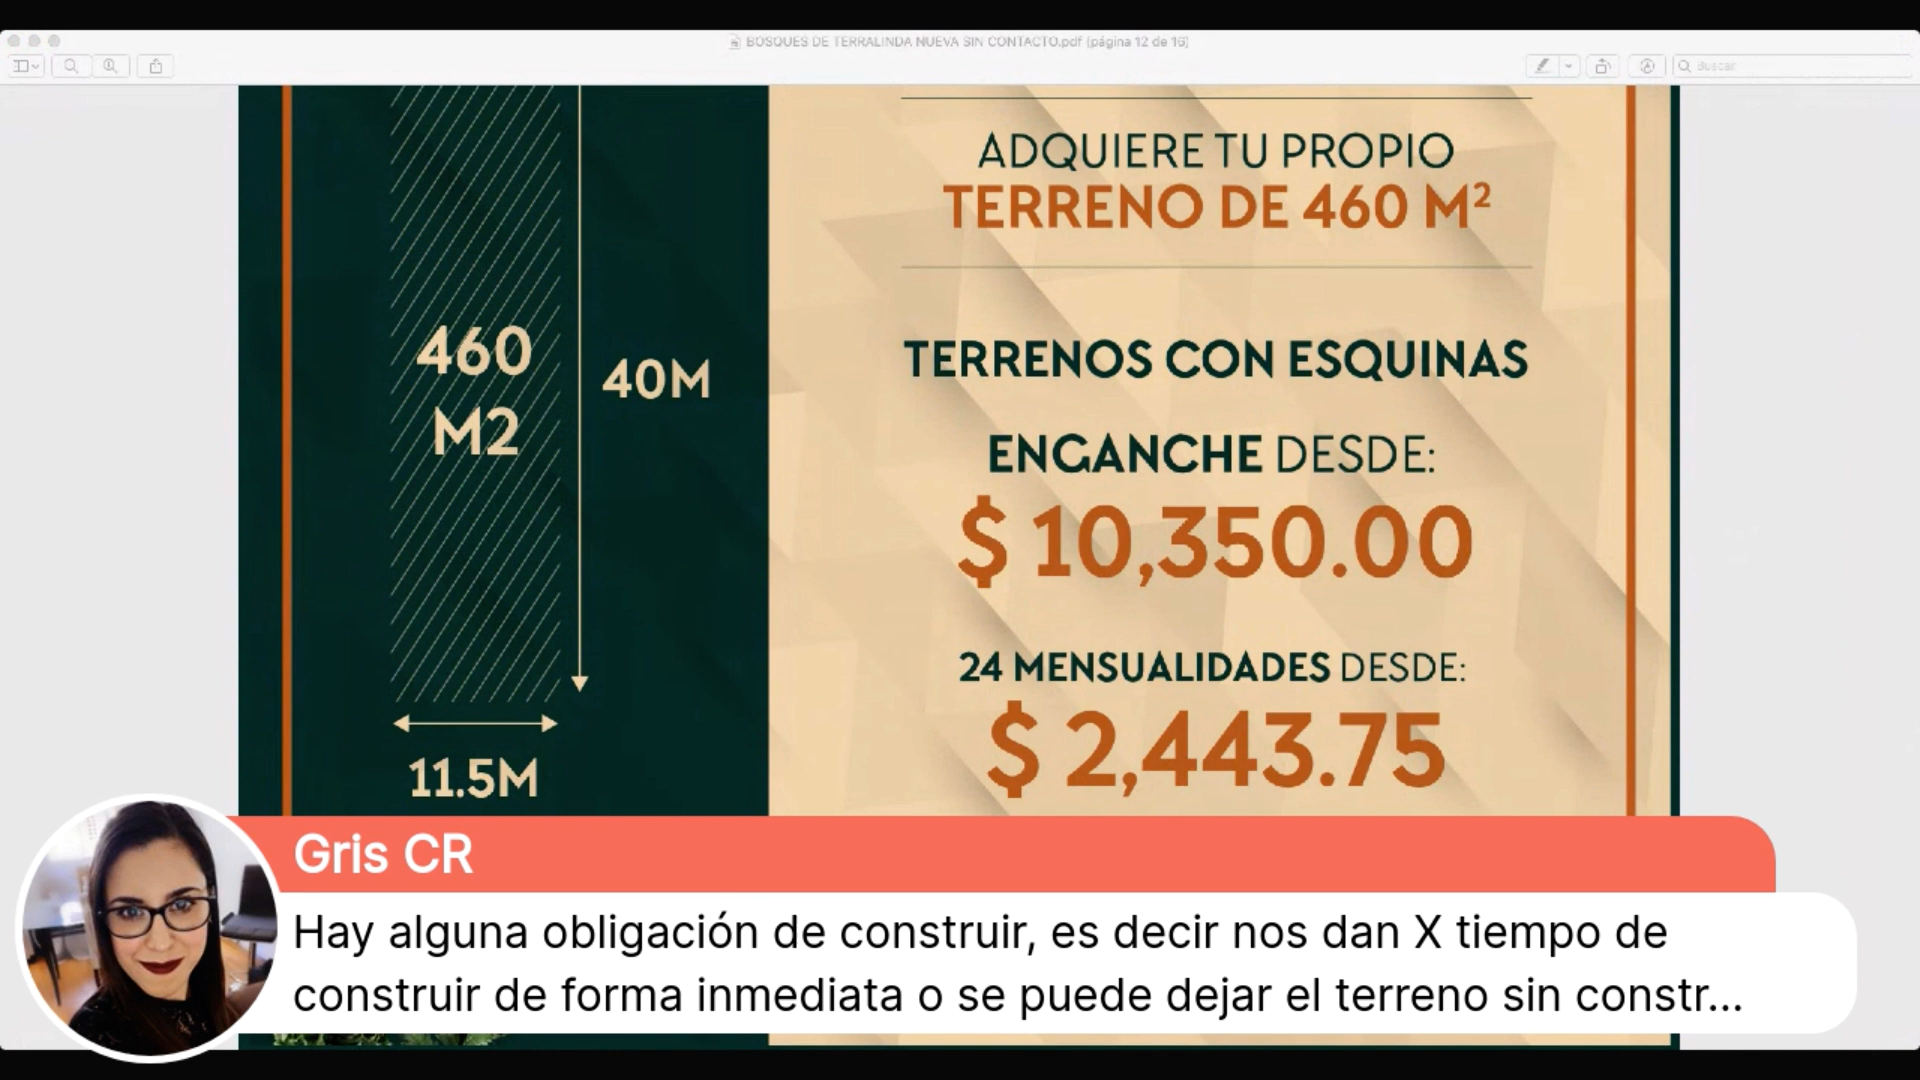 BOSQUES DE TERRALINDA NUEVA SIN CONTACTO.pdf (página 12 de 16)
Buscar
460
M2
40M
11.5M
ADQUIERE TU PROPIO
TERRENO DE 460 M²
TERRENOS CON ESQUINAS
ENGANCHE DESDE:
$ 10,350.00
24 MENSUALIDADES DESDE:
$ 2,443.75
Gris CR
Hay alguna obligación de construir, es decir nos dan X tiempo de
construir de forma inmediata o se puede dejar el terreno sin constr...